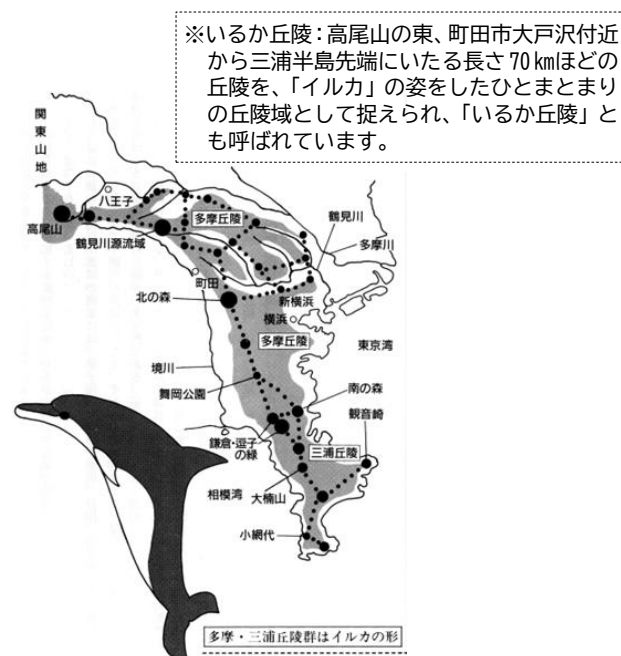 ※いるか丘陵：高尾山の東、町田市大戸沢付近
から三浦半島先端にいたる長さ70㎞ほどの
丘陵を、「イルカ」の姿をしたひとまとまり
の丘陵域として捉えられ、「いるか丘陵」と
も呼ばれています。
関東山地
八王子
高尾山
多摩丘陵
鶴見川
多摩川
鶴見川源流域
町田
北の森
新横浜
横浜
多摩丘陵
東京湾
境川
舞岡公園
南の森
観音崎
鎌倉・逗子
の緑
三浦丘陵
相模湾
大楠山
小網代
多摩・三浦丘陵群はイルカの形